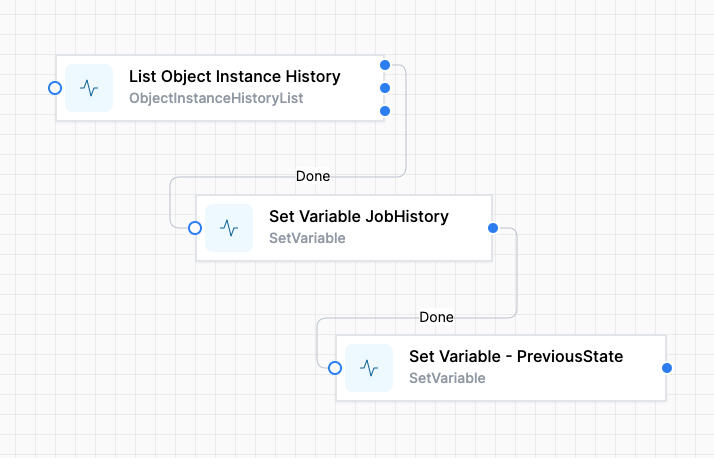 List Object Instance History
ObjectInstanceHistoryList
Done
Set Variable JobHistory
SetVariable
Done
Set Variable - PreviousState
SetVariable